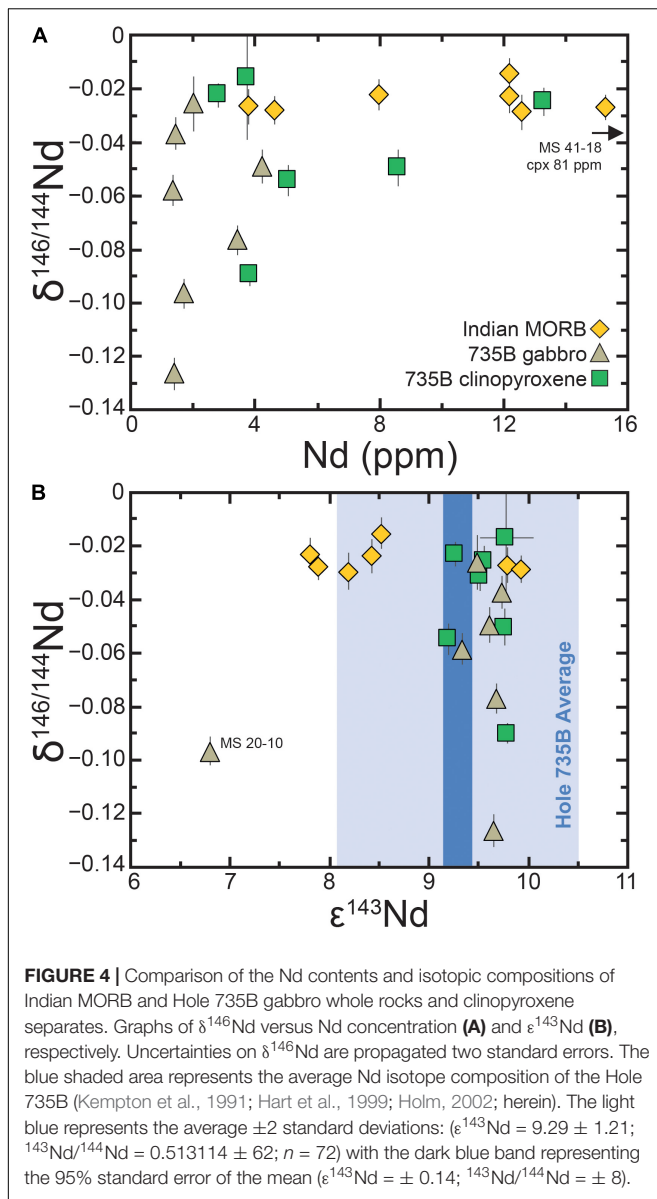 A
0
−0.02
−0.04
−0.06
−0.08
−0.10
−0.12
−0.14
δ146/144Nd
MS 41-18
cpx 81 ppm
Indian MORB
735B gabbro
735B clinopyroxene
0 4 8 12 16
Nd (ppm)
B
0
−0.02
−0.04
−0.06
−0.08
−0.10
−0.12
−0.14
δ146/144Nd
MS 20-10
Hole 735B Average
6 7 8 9 10 11
ε143Nd
FIGURE 4 | Comparison of the Nd contents and isotopic compositions of
Indian MORB and Hole 735B gabbro whole rocks and clinopyroxene
separates. Graphs of δ146Nd versus Nd concentration (A) and ε143Nd (B),
respectively. Uncertainties on δ146Nd are propagated two standard errors. The
blue shaded area represents the average Nd isotope composition of the Hole
735B (Kempton et al., 1991; Hart et al., 1999; Holm, 2002; herein). The light
blue represents the average ±2 standard deviations: (ε143Nd = 9.29 ± 1.21;
143Nd/144Nd = 0.513114 ± 62; n = 72) with the dark blue band representing
the 95% standard error of the mean (ε143Nd = ± 0.14; 143Nd/144Nd = ± 8).